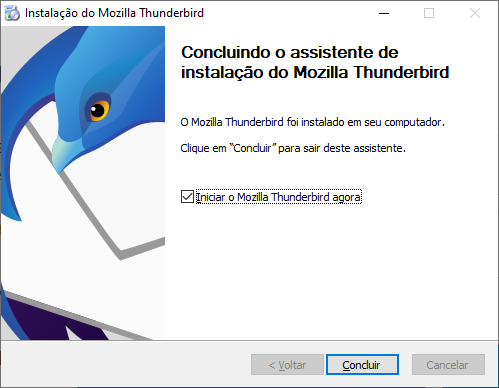 Instalação do Mozilla Thunderbird
Concluindo o assistente de
instalação do Mozilla Thunderbird
O Mozilla Thunderbird foi instalado em seu computador.
Clique em “Concluir” para sair deste assistente.
Iniciar o Mozilla Thunderbird agora
< Voltar
Concluir
Cancelar